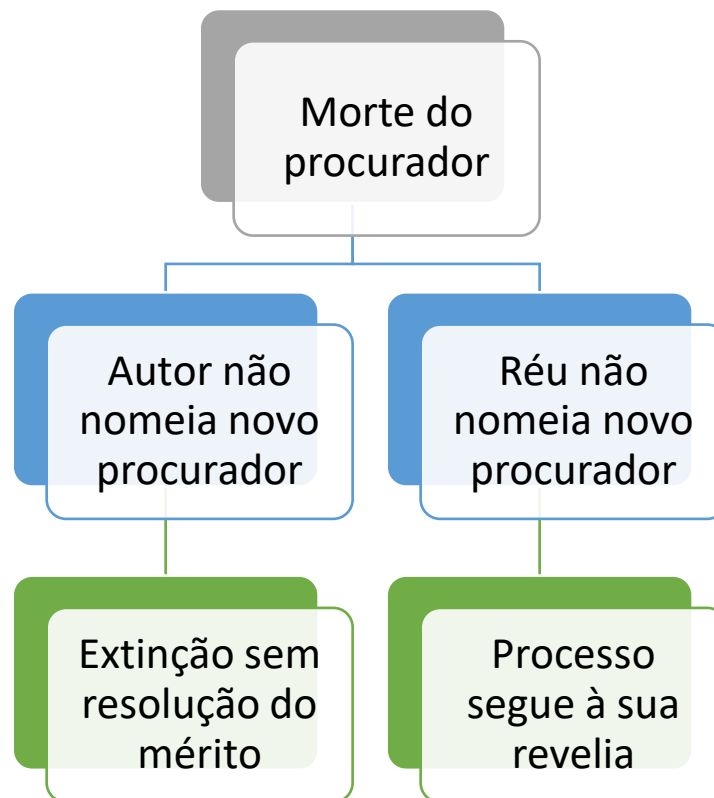 Morte do
procurador
Autor não
nomeia novo
procurador
Réu não
nomeia novo
procurador
Extinção sem
resolução do
mérito
Processo
segue à sua
revelia